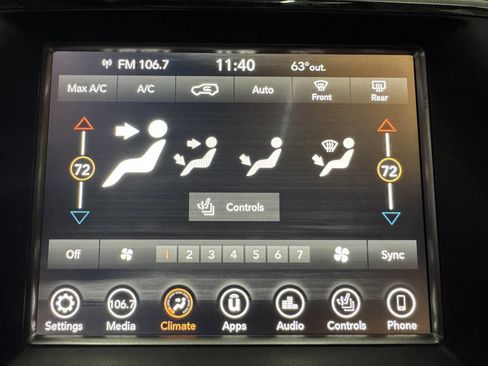 FM 106.7 11:40 63°out.
Max A/C A/C Auto Front Rear
72 72
Controls
Off 1 2 3 4 5 6 7 Sync
106.7
Settings Media Climate Apps Audio Controls Phone